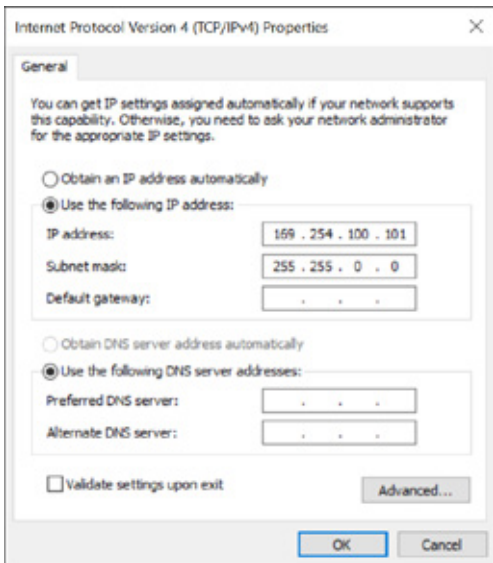 Internet Protocol Version 4 (TCP/IPv4) Properties
General
You can get IP settings assigned automatically if your network supports
this capability. Otherwise, you need to ask your network administrator
for the appropriate IP settings.
Obtain an IP address automatically
Use the following IP address:
IP address: 169 . 254 . 100 . 101
Subnet mask: 255 . 255 . 0 . 0
Default gateway: . . .
Obtain DNS server address automatically
Use the following DNS server addresses:
Preferred DNS server: . . .
Alternate DNS server: . . .
Validate settings upon exit
Advanced...
OK Cancel